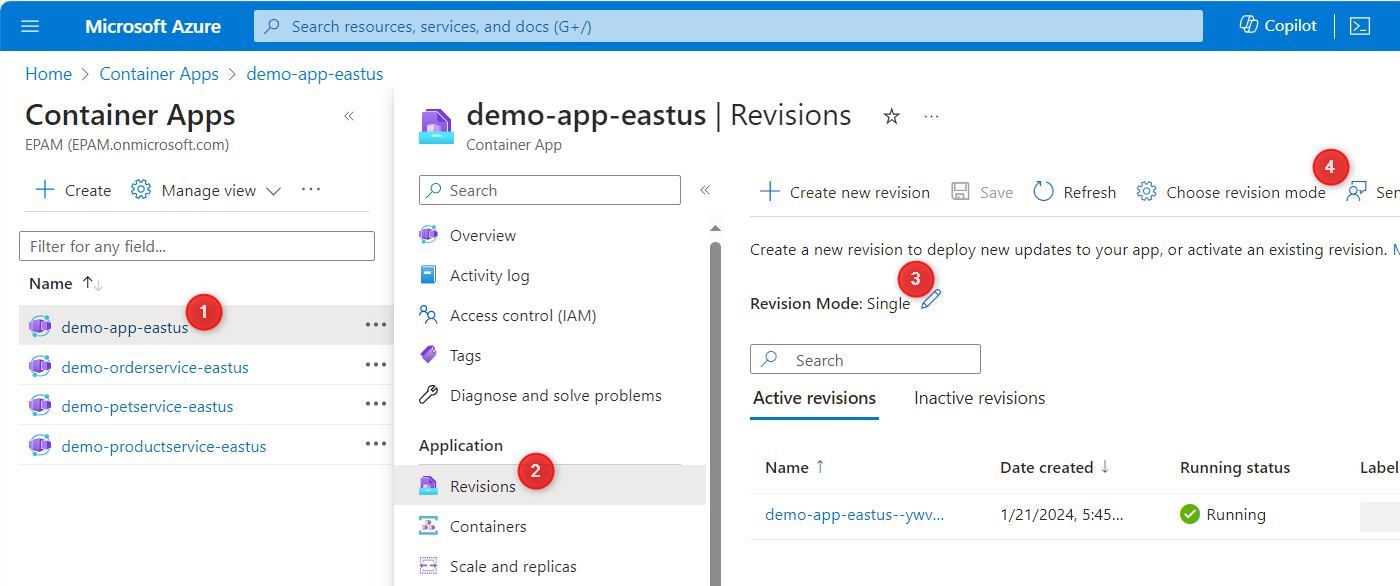 Microsoft Azure
Search resources, services, and docs (G+/)
Copilot
Home > Container Apps > demo-app-eastus
Container Apps
EPAM (EPAM.onmicrosoft.com)
Create
Manage view
Filter for any field...
Name
demo-app-eastus
1
demo-orderservice-eastus
demo-petservice-eastus
demo-productservice-eastus
demo-app-eastus | Revisions
Container App
Search
Overview
Activity log
Access control (IAM)
Tags
Diagnose and solve problems
Application
Revisions
2
Containers
Scale and replicas
Create new revision
Save
Refresh
Choose revision mode
4
Sen
Create a new revision to deploy new updates to your app, or activate an existing revision.
Revision Mode: Single
3
Search
Active revisions
Inactive revisions
Name
Date created
Running status
Label
demo-app-eastus--ywv...
1/21/2024, 5:45...
Running